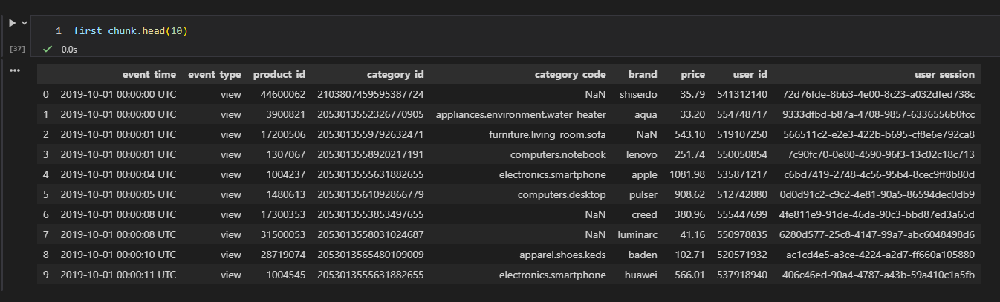 1 first_chunk.head(10)
[37] 0.0s
event_time event_type product_id category_id category_code brand price user_id user_session
0 2019-10-01 00:00:00 UTC view 44600062 2103807459595387724 NaN shiseido 35.79 541312140 72d76fde-8bb3-4e00-8c23-a032dfed738c
1 2019-10-01 00:00:00 UTC view 3900821 2053013552326770905 appliances.environment.water_heater aqua 33.20 554748717 9333dfbd-b87a-4708-9857-6336556b0fcc
2 2019-10-01 00:00:01 UTC view 17200506 2053013559792632471 furniture.living_room.sofa NaN 543.10 519107250 566511c2-e2e3-422b-b695-cf8e6e792ca8
3 2019-10-01 00:00:01 UTC view 1307067 2053013558920217191 computers.notebook lenovo 251.74 550050854 7c90fc70-0e80-4590-96f3-13c02c18c713
4 2019-10-01 00:00:04 UTC view 1004237 2053013555631882655 electronics.smartphone apple 1081.98 535871217 c6bd7419-2748-4c56-95b4-8cec9ff8b80d
5 2019-10-01 00:00:05 UTC view 1480613 2053013561092866779 computers.desktop pulser 908.62 512742880 0d0d91c2-c9c2-4e81-90a5-86594dec0db9
6 2019-10-01 00:00:08 UTC view 17300353 2053013553853497655 NaN creed 380.96 555447699 4fe811e9-91de-46da-90c3-bbd87ed3a65d
7 2019-10-01 00:00:08 UTC view 31500053 2053013558031024687 NaN luminarc 41.16 550978835 6280d577-25c8-4147-99a7-abc6048498d6
8 2019-10-01 00:00:10 UTC view 28719074 2053013565480109009 apparel.shoes.keds baden 102.71 520571932 ac1cd4e5-a3ce-4224-a2d7-ff660a105880
9 2019-10-01 00:00:11 UTC view 1004545 2053013555631882655 electronics.smartphone huawei 566.01 537918940 406c46ed-90a4-4787-a43b-59a410c1a5fb